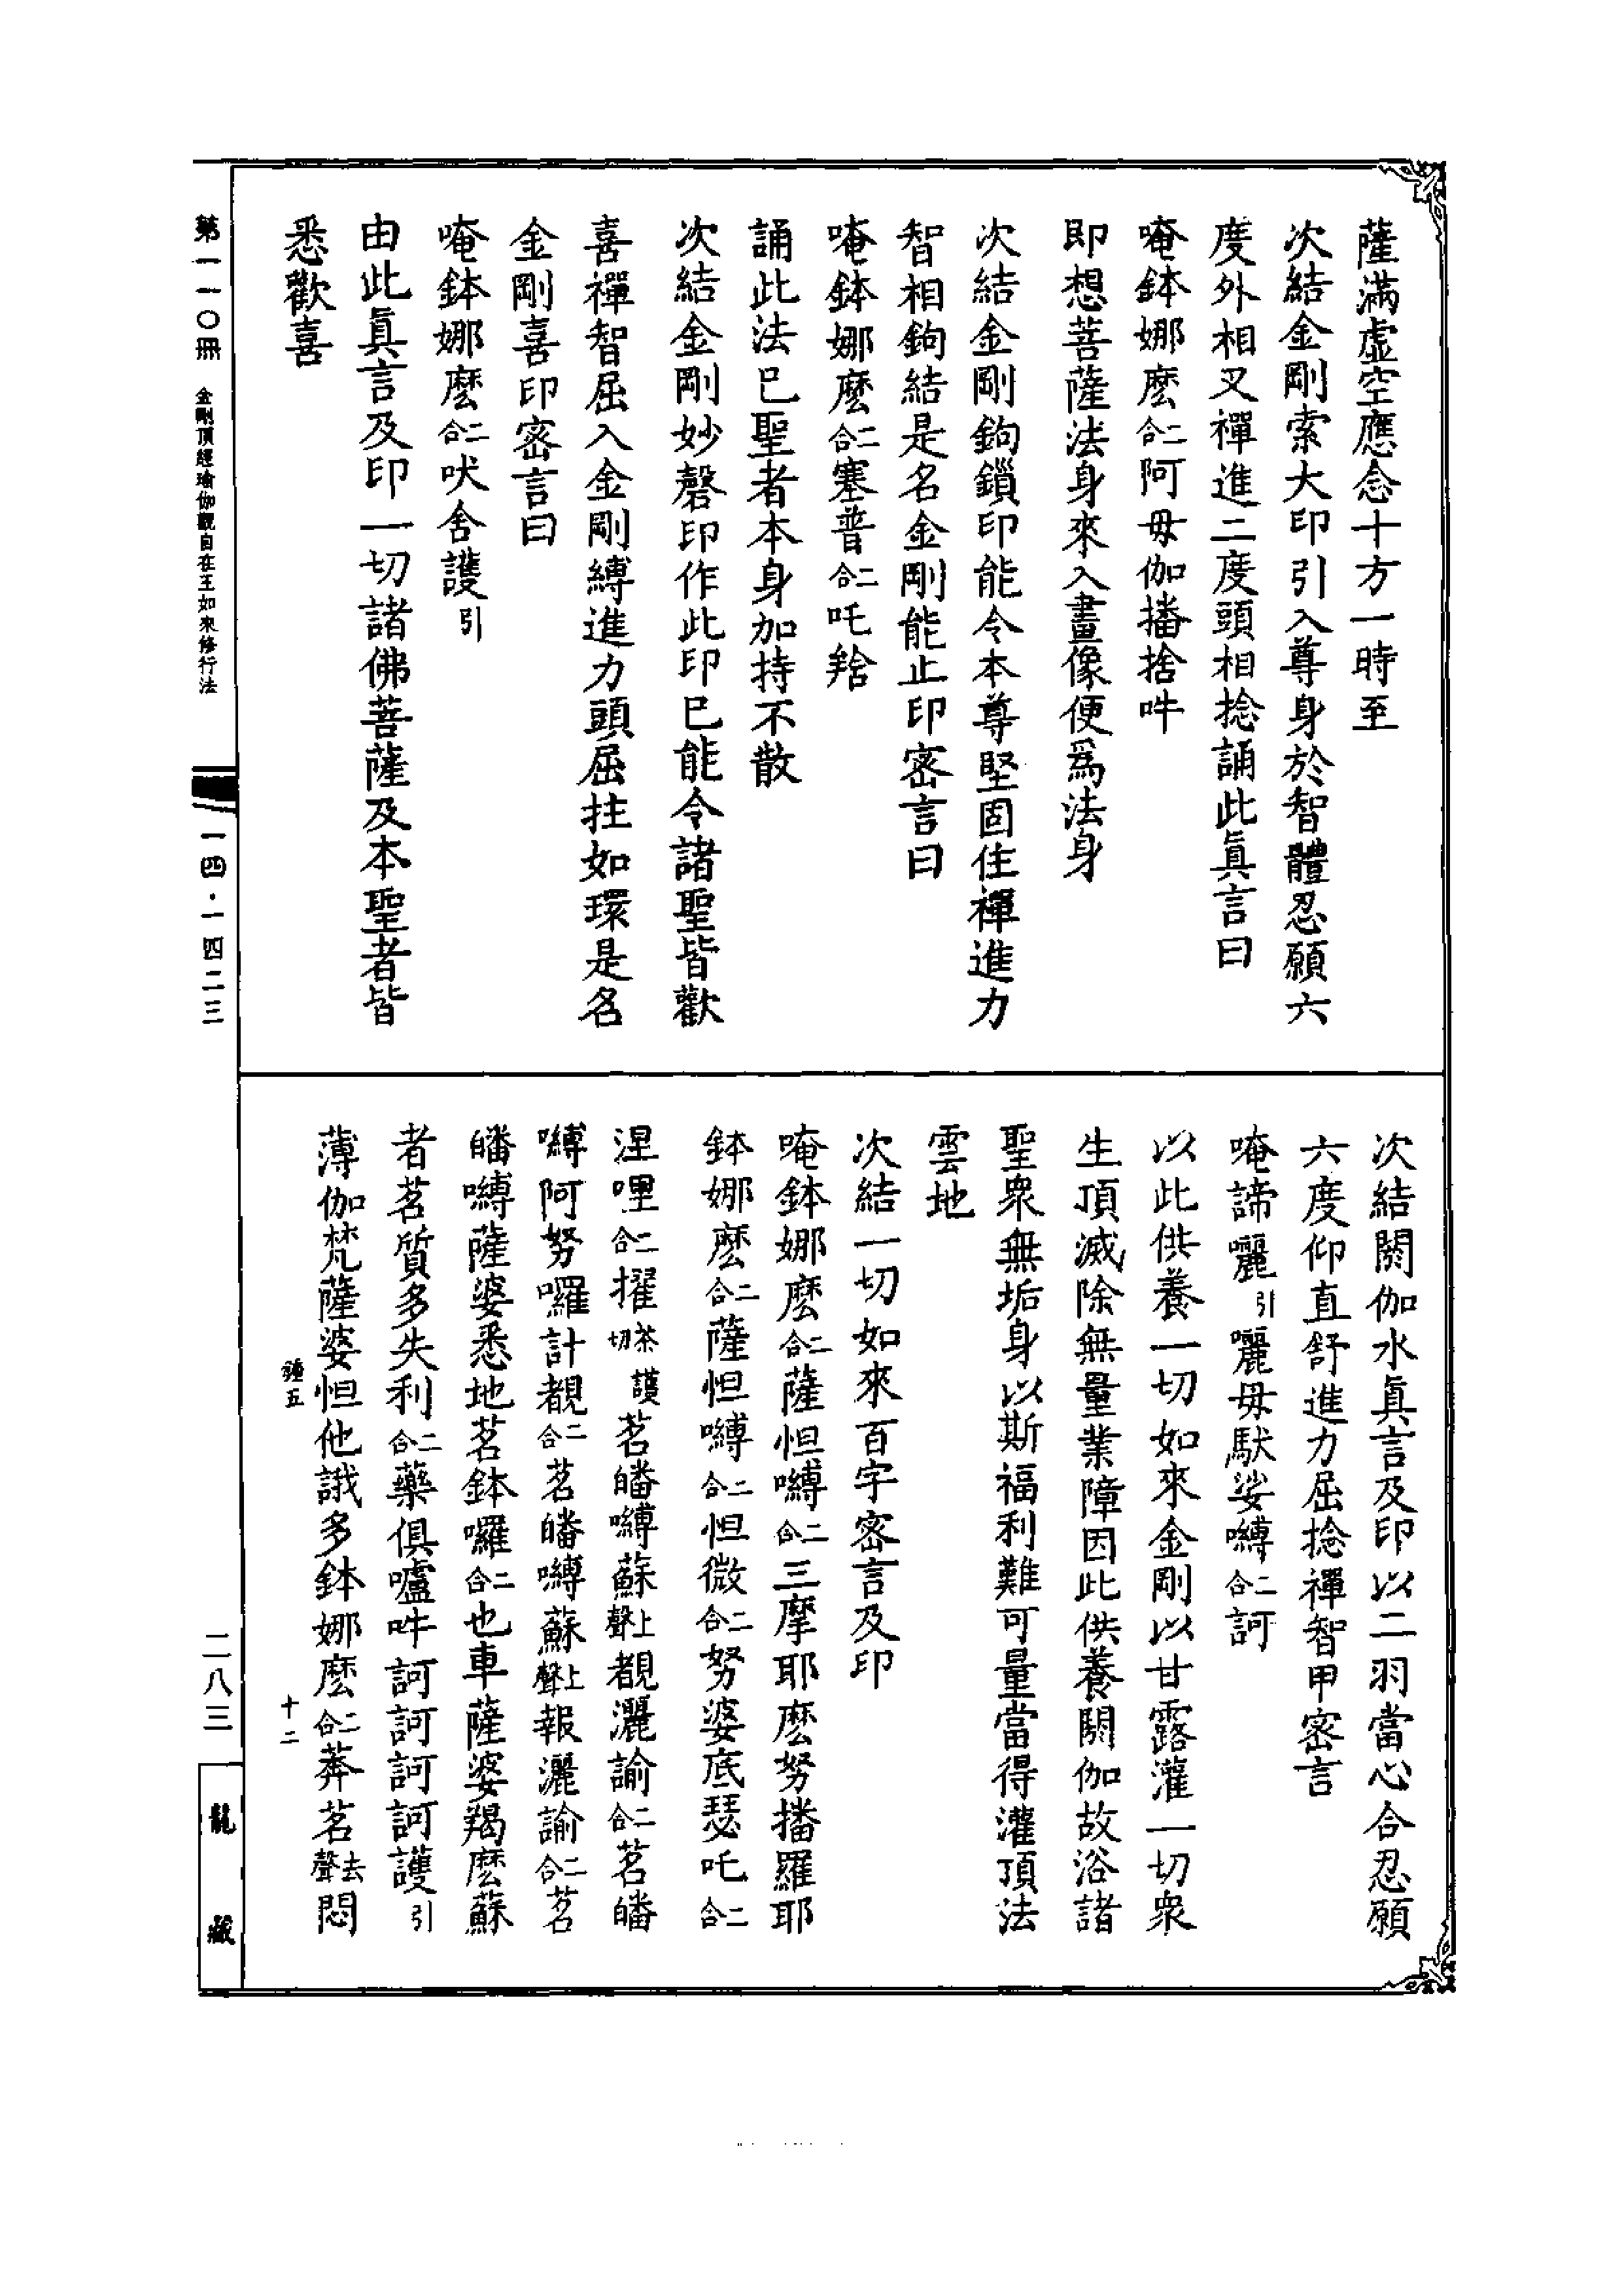 薩滿虛空應念十方一時至
次結金剛索大印引入尊身於智體忍願六
度外相叉禪進二度頭相捻誦此眞言曰
唵鉢娜麽二合阿毋伽播捨吽
即想菩薩法身來入畫像便爲法身
次結金剛鉤鎖印能令本尊堅固住禪進力
智相鉤結是名金剛能止印密言曰
唵鉢娜麽二合塞普二合吒䍜
誦此法已聖者本身加持不散
次結金剛妙磬印作此印已能令諸聖皆歡
喜禪智屈入金剛縛進力頭屈拄如環是名
金剛喜印密言曰
唵鉢娜麽二合吠舍護引
由此眞言及印一切諸佛菩薩及本聖者皆
悉歡喜
次結閼伽水眞言及印以二羽當心合忍願
六度仰直舒進力屈捻禪智甲密言
唵諦囇引囇毋馱娑嚩二合訶
以此供養一切如來金剛以甘露灌一切衆
生頂滅除無量業障因此供養閼伽故浴諸
聖衆無垢身以斯福利難可量當得灌頂法
雲地
次結一切如來百字密言及印
唵鉢娜麽二合薩怛嚩二合三摩耶麽努播羅耶
鉢娜麽二合薩怛嚩二合怛微二合努婆底瑟吒二合
涅哩二合擢茶切護茗皤嚩蘇上聲覩灑諭二合茗皤
嚩阿努囉計覩二合茗皤嚩蘇上聲報灑諭二合茗
皤嚩薩婆悉地茗鉢囉二合也車薩婆羯麽蘇
者茗質多失利二合藥俱嚧吽訶訶訶訶護引
薄伽梵薩婆怛他誐多鉢娜麽二合莽茗去聲悶
鍾五
十二
第一一〇冊 金剛頂經瑜伽觀自在王如來修行法
一四·一四二三
二八三
龍藏